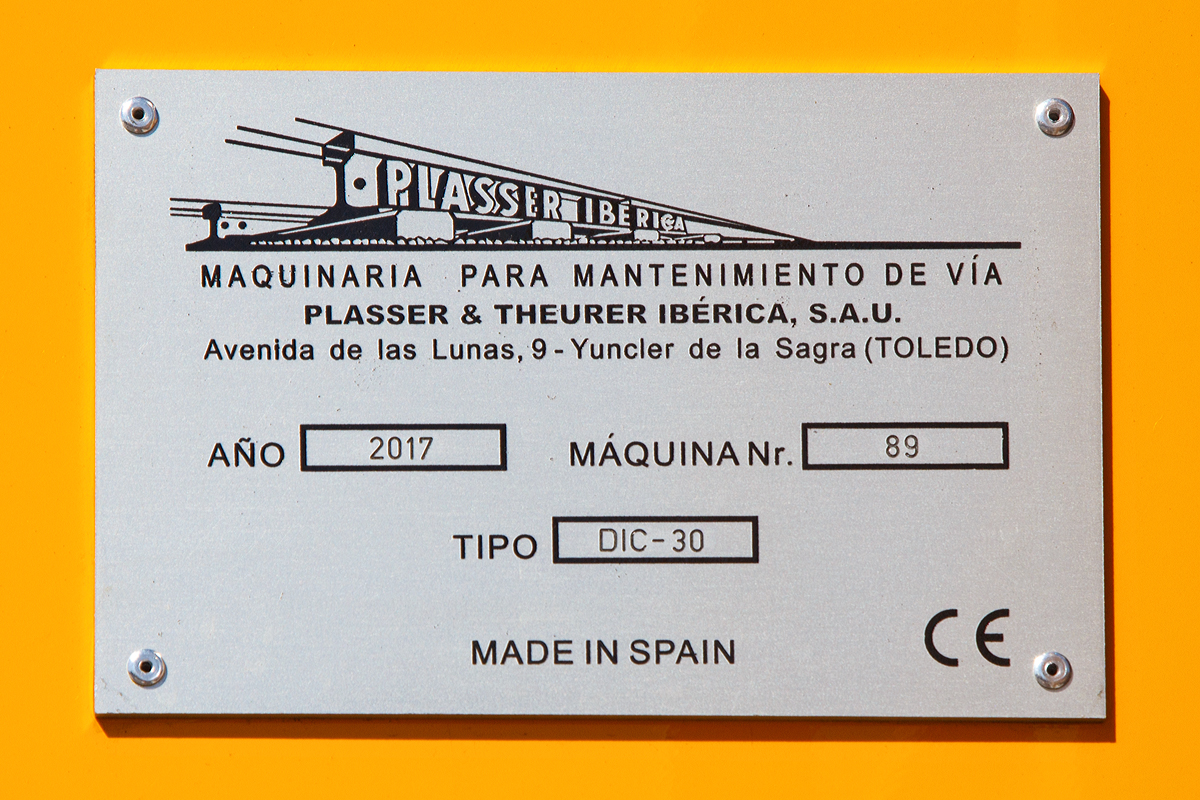 PLASSER IBÉRICA
MAQUINARIA PARA MANTENIMIENTO DE VÍA
PLASSER & THEURER IBÉRICA, S.A.U.
Avenida de las Lunas, 9 - Yuncler de la Sagra (TOLEDO)
AÑO 2017 MÁQUINA Nr. 89
TIPO DIC-30
MADE IN SPAIN CE